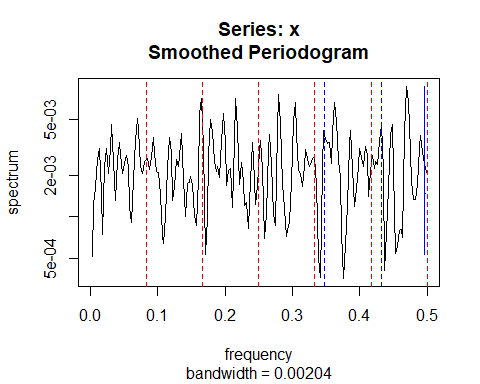 Series: x
Smoothed Periodogram
spectrum
5e-03
2e-03
5e-04
0.0 0.1 0.2 0.3 0.4 0.5
frequency
bandwidth = 0.00204